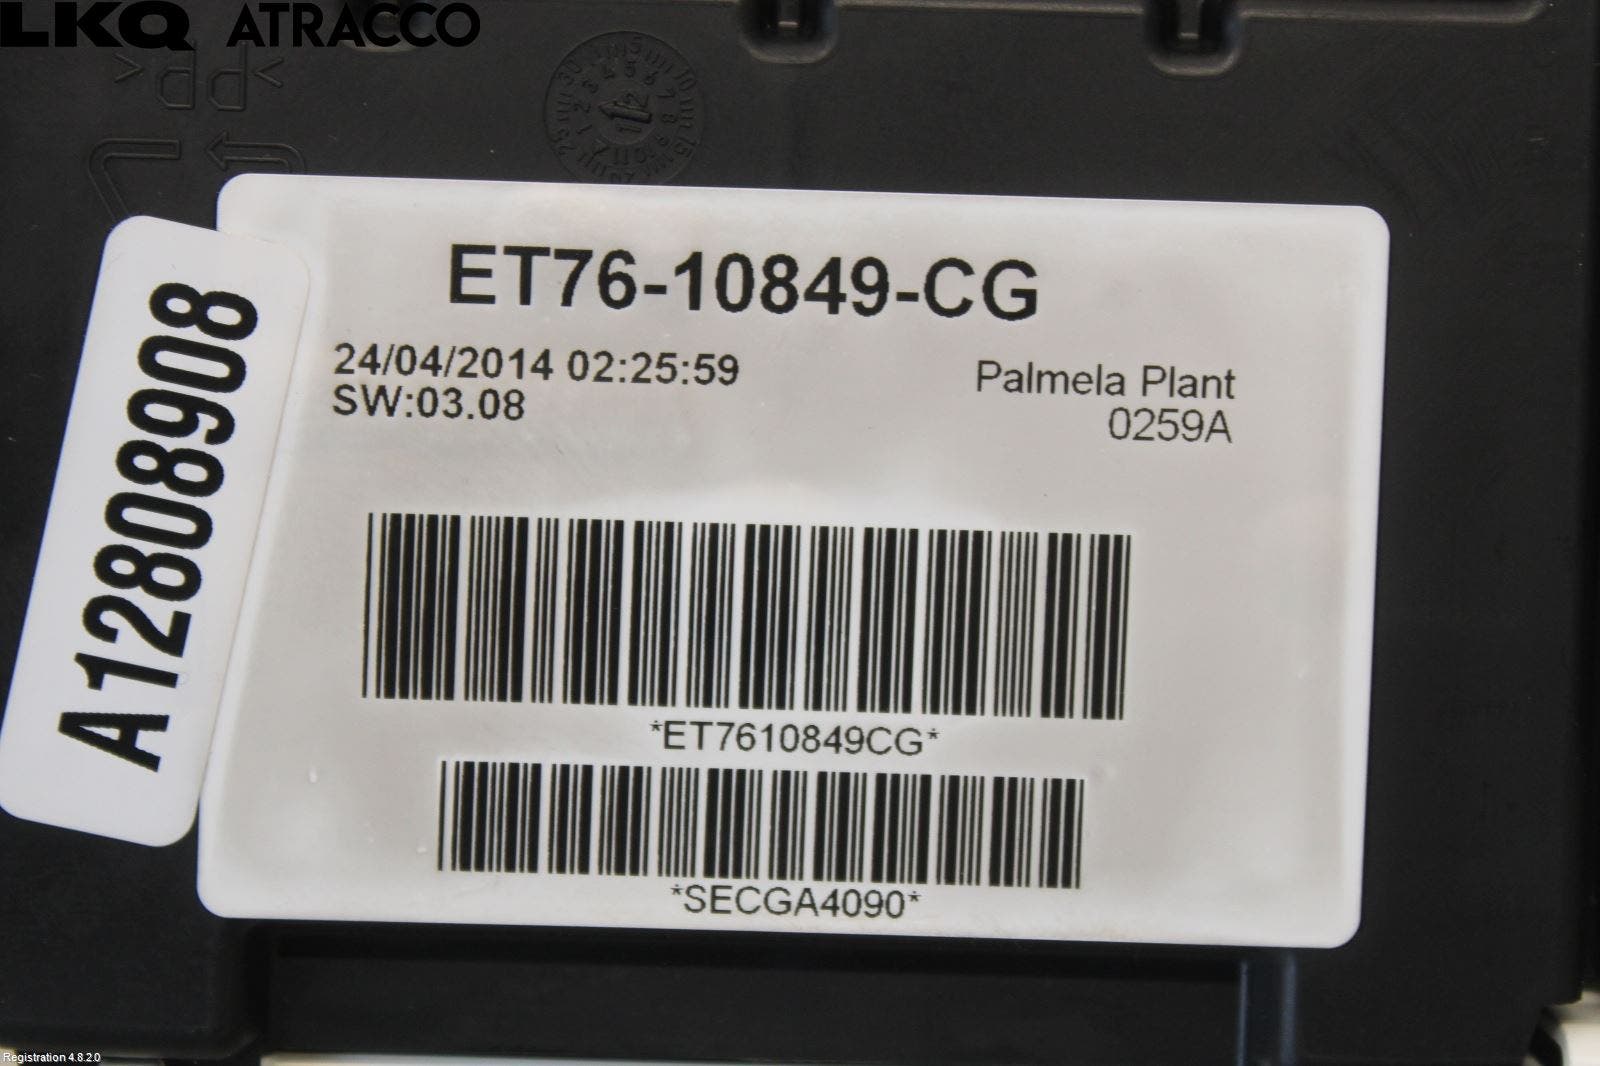 LKQ ATRACCO
>PP<
ET76-10849-CG
24/04/2014 02:25:59
SW:03.08
Palmela Plant
0259A
A12808908
*ET7610849CG*
*SECGA4090*
Registration 4.8.2.0